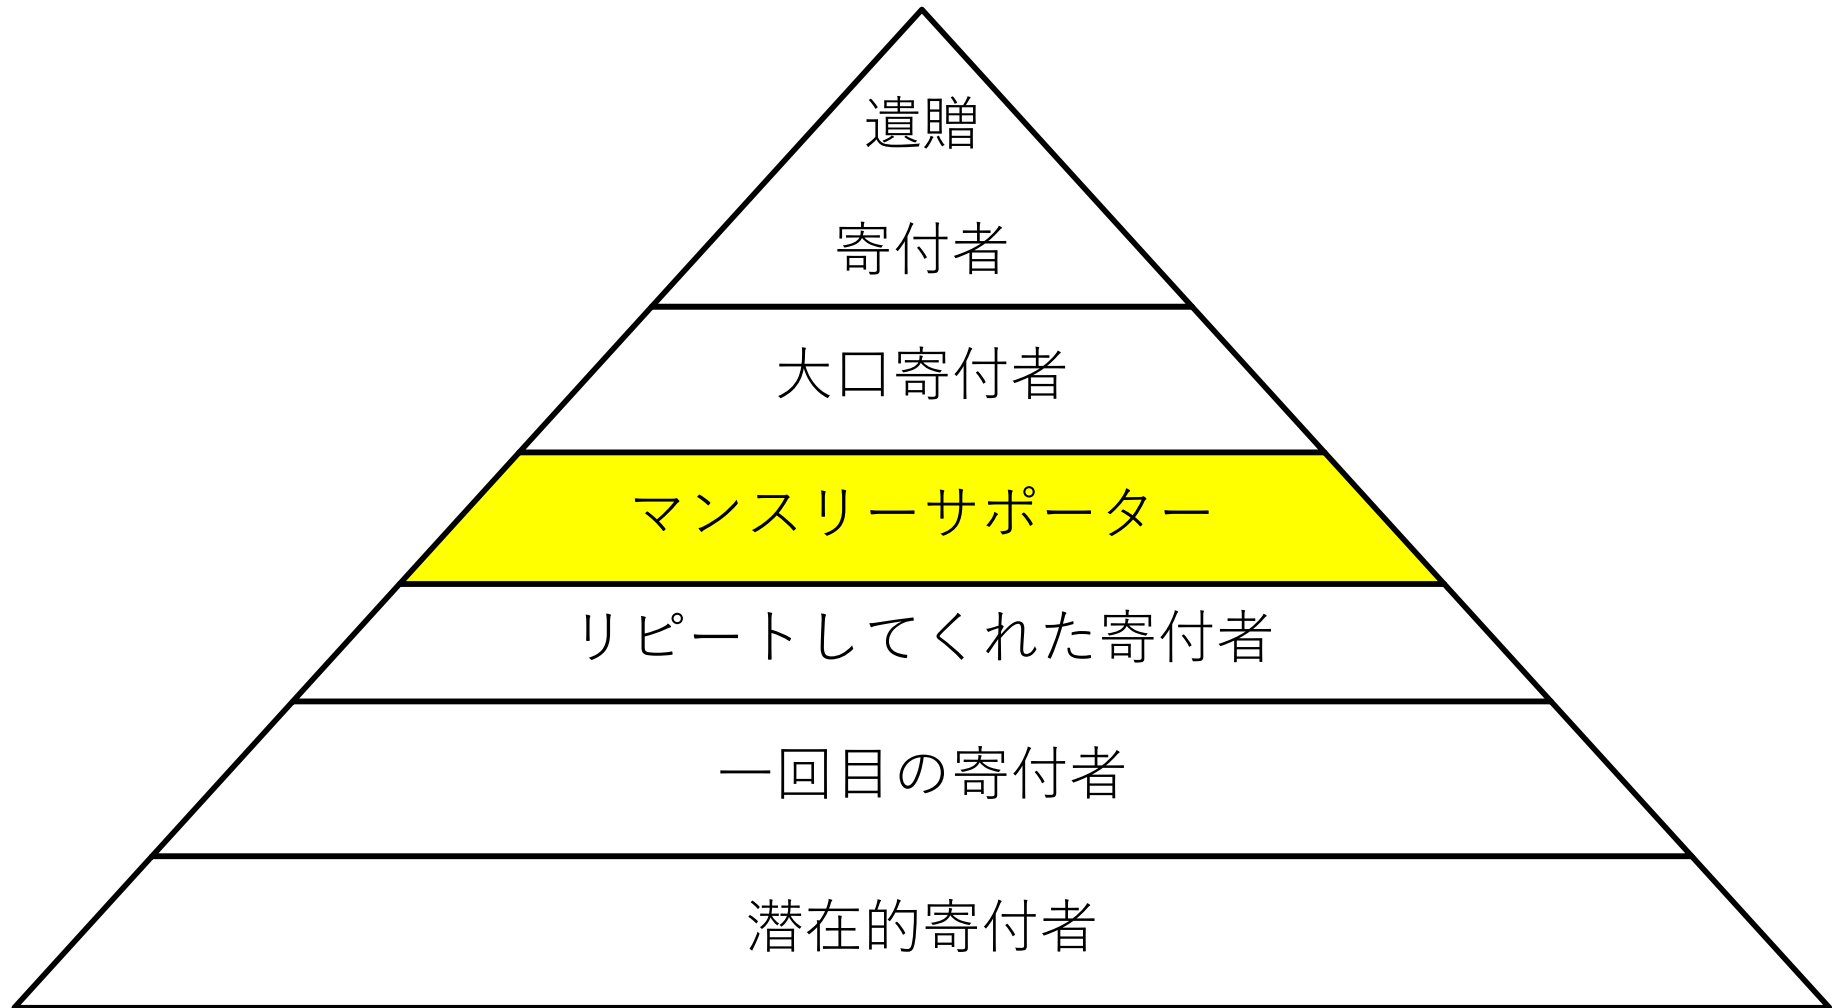 遺贈
寄付者
大口寄付者
マンスリーサポーター
リピートしてくれた寄付者
一回目の寄付者
潜在的寄付者